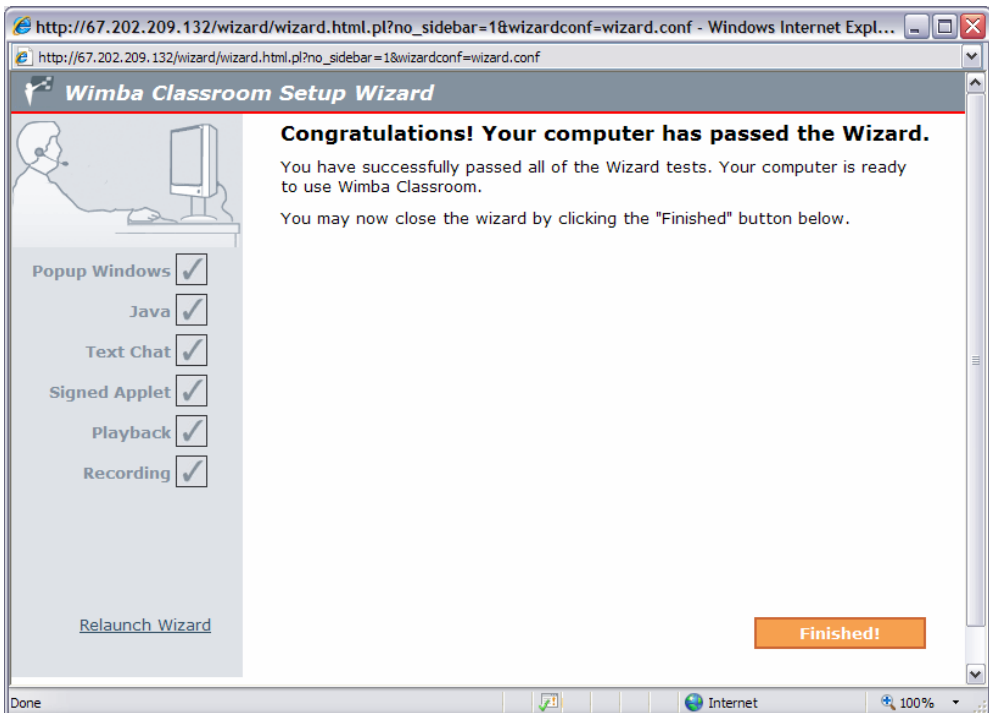 http://67.202.209.132/wizard/wizard.html.pl?no_sidebar=1&wizardconf=wizard.conf - Windows Internet Expl...
http://67.202.209.132/wizard/wizard.html.pl?no_sidebar=1&wizardconf=wizard.conf
Wimba Classroom Setup Wizard
Congratulations! Your computer has passed the Wizard.
You have successfully passed all of the Wizard tests. Your computer is ready
to use Wimba Classroom.
You may now close the wizard by clicking the "Finished" button below.
Popup Windows
Java
Text Chat
Signed Applet
Playback
Recording
Relaunch Wizard
Finished!
Done
Internet
100%